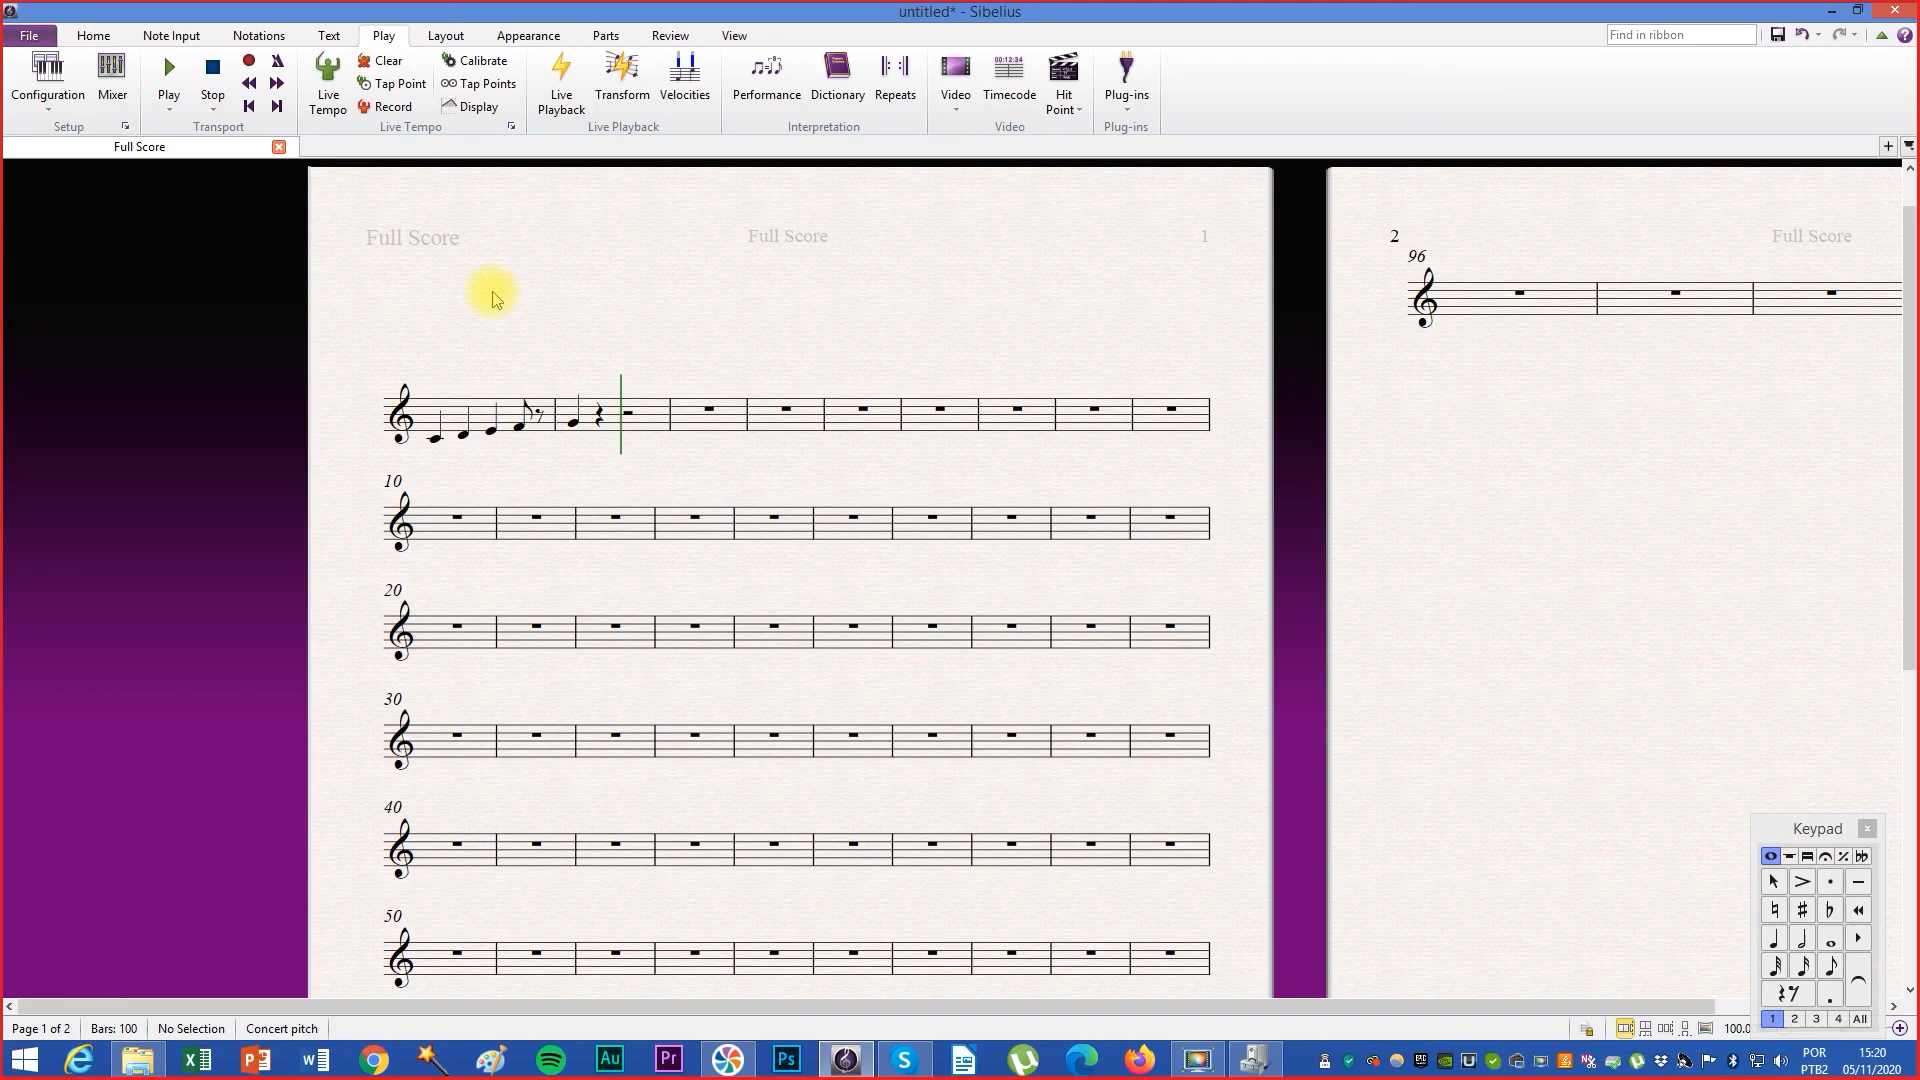 untitled* - Sibelius
File Home Note Input Notations Text Play Layout Appearance Parts Review View Find in ribbon
Configuration Mixer Play Stop Live Tempo Clear Tap Point Record Calibrate Tap Points Display Live Playback Transform Velocities Performance Dictionary Repeats Video 00:12:34 Timecode Hit Point Plug-ins
Setup Transport Live Tempo Live Playback Interpretation Video Plug-ins
Full Score
Full Score Full Score 1
2 Full Score
96
10
20
30
40
50
Keypad
1 2 3 4 All
Page 1 of 2 Bars: 100 No Selection Concert pitch
POR 15:20
PTB2 05/11/2020